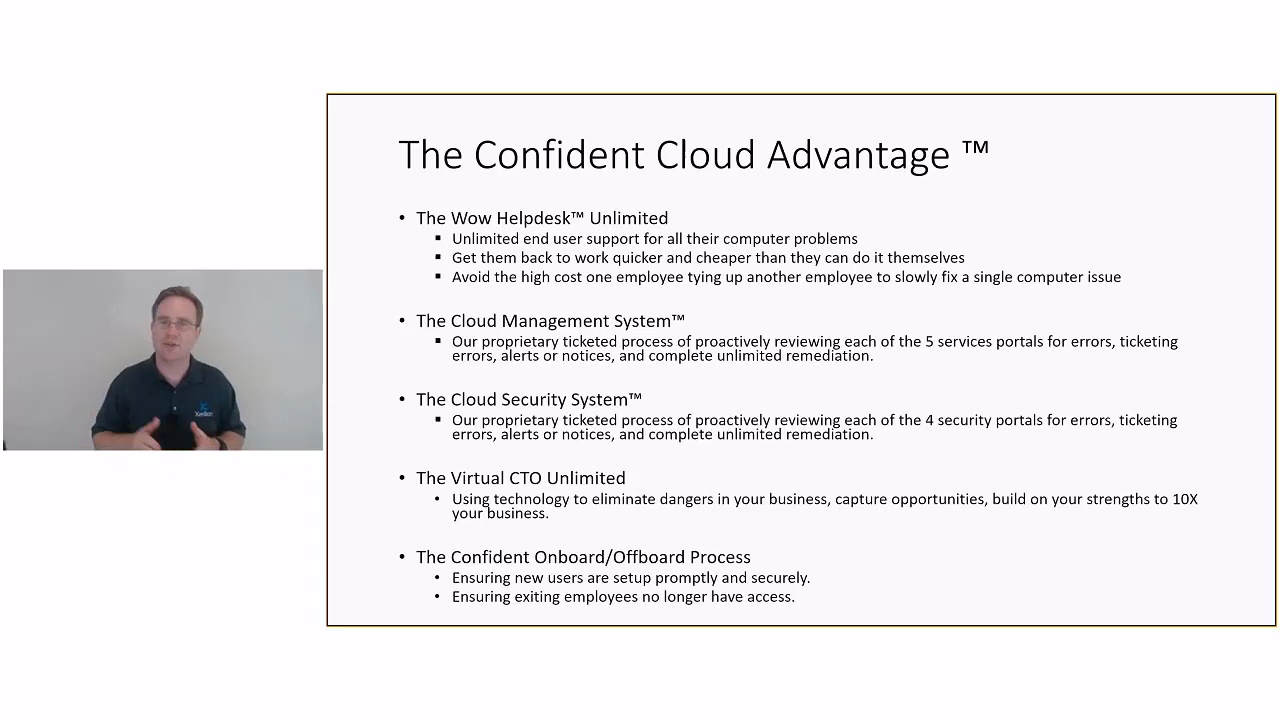 The Confident Cloud Advantage ™
• The Wow Helpdesk™ Unlimited
▪ Unlimited end user support for all their computer problems
▪ Get them back to work quicker and cheaper than they can do it themselves
▪ Avoid the high cost one employee tying up another employee to slowly fix a single computer issue
• The Cloud Management System™
▪ Our proprietary ticketed process of proactively reviewing each of the 5 services portals for errors, ticketing
errors, alerts or notices, and complete unlimited remediation.
• The Cloud Security System™
▪ Our proprietary ticketed process of proactively reviewing each of the 4 security portals for errors, ticketing
errors, alerts or notices, and complete unlimited remediation.
• The Virtual CTO Unlimited
• Using technology to eliminate dangers in your business, capture opportunities, build on your strengths to 10X
your business.
• The Confident Onboard/Offboard Process
• Ensuring new users are setup promptly and securely.
• Ensuring exiting employees no longer have access.